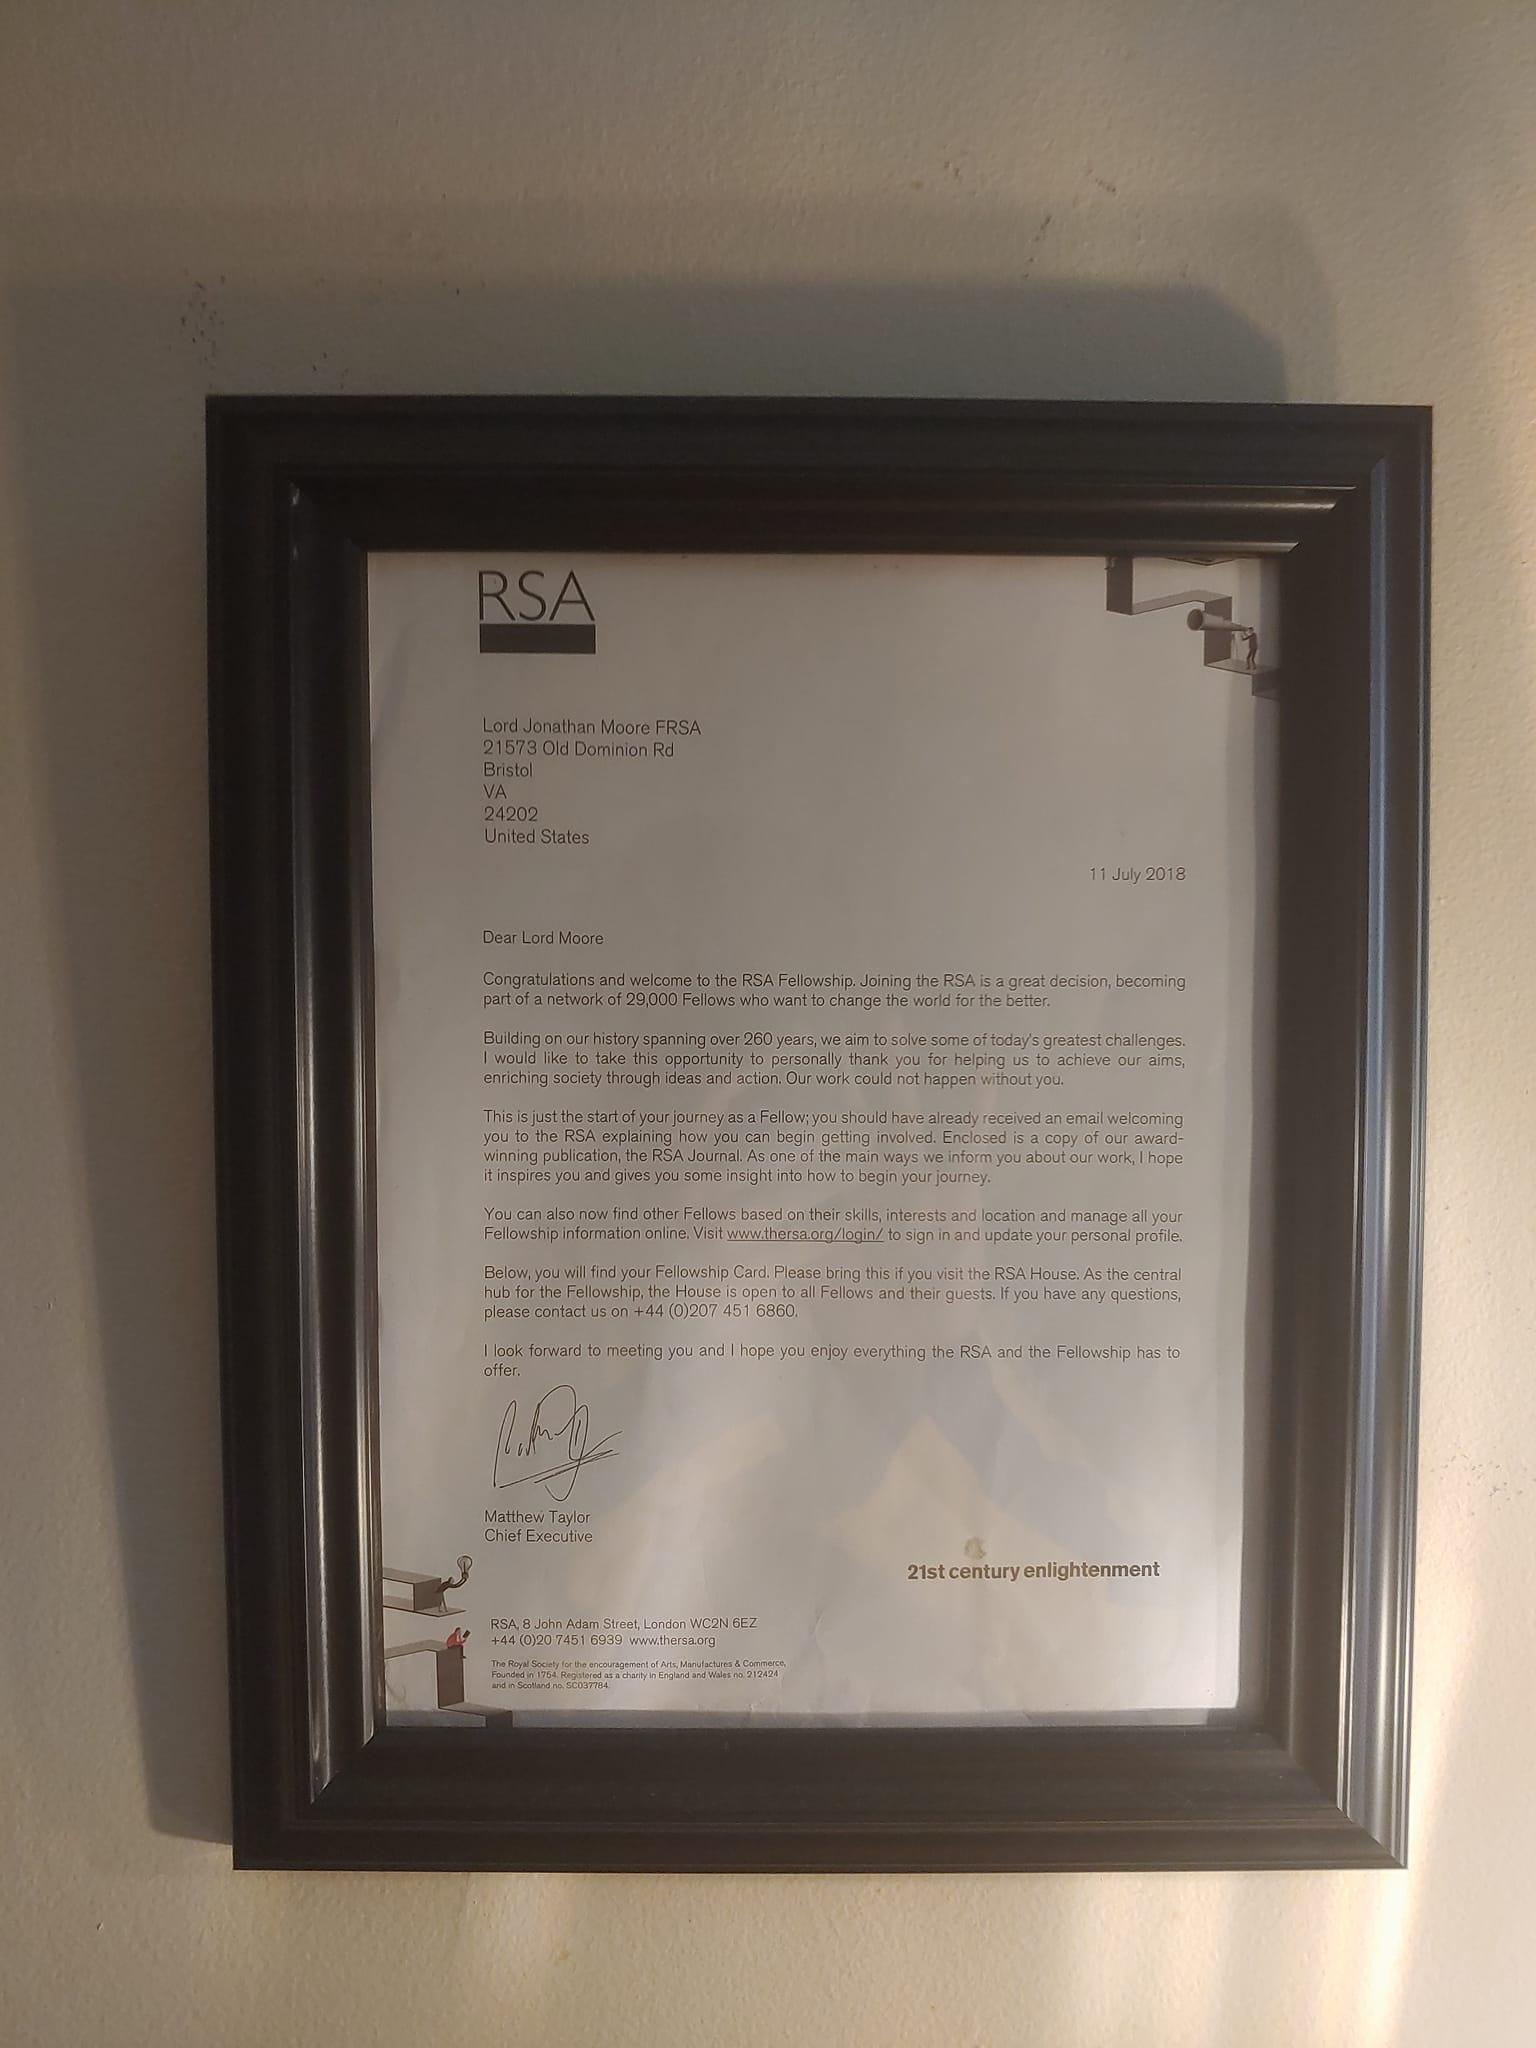 RSA
Lord Jonathan Moore FRSA
21573 Old Dominion Rd
Bristol
VA
24202
United States
11 July 2018
Dear Lord Moore
Congratulations and welcome to the RSA Fellowship. Joining the RSA is a great decision, becoming
part of a network of 29,000 Fellows who want to change the world for the better.
Building on our history spanning over 260 years, we aim to solve some of today's greatest challenges.
I would like to take this opportunity to personally thank you for helping us to achieve our aims,
enriching society through ideas and action. Our work could not happen without you.
This is just the start of your journey as a Fellow; you should have already received an email welcoming
you to the RSA explaining how you can begin getting involved. Enclosed is a copy of our award-
winning publication, the RSA Journal. As one of the main ways we inform you about our work, I hope
it inspires you and gives you some insight into how to begin your journey.
You can also now find other Fellows based on their skills, interests and location and manage all your
Fellowship information online. Visit www.thersa.org/login/ to sign in and update your personal profile.
Below, you will find your Fellowship Card. Please bring this if you visit the RSA House. As the central
hub for the Fellowship, the House is open to all Fellows and their guests. If you have any questions,
please contact us on +44 (0)207 451 6860.
I look forward to meeting you and I hope you enjoy everything the RSA and the Fellowship has to
offer.
Matthew Taylor
Chief Executive
21st century enlightenment
RSA, 8 John Adam Street, London WC2N 6EZ
+44 (0)20 7451 6939 www.thersa.org
The Royal Society for the encouragement of Arts, Manufactures & Commerce,
Founded in 1754. Registered as a charity in England and Wales no. 212424
and in Scotland no. SC037784.